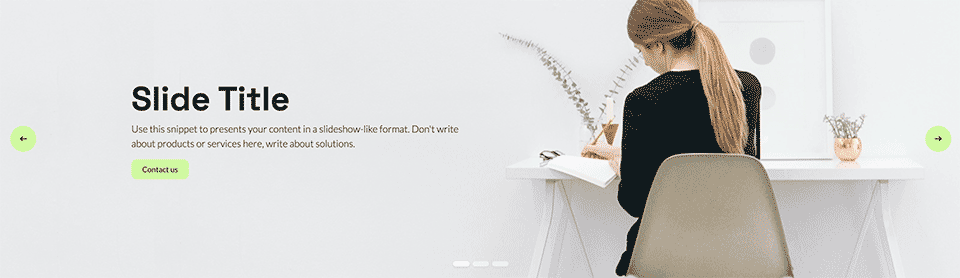 Slide Title
Use this snippet to presents your content in a slideshow-like format. Don't write
about products or services here, write about solutions.
Contact us